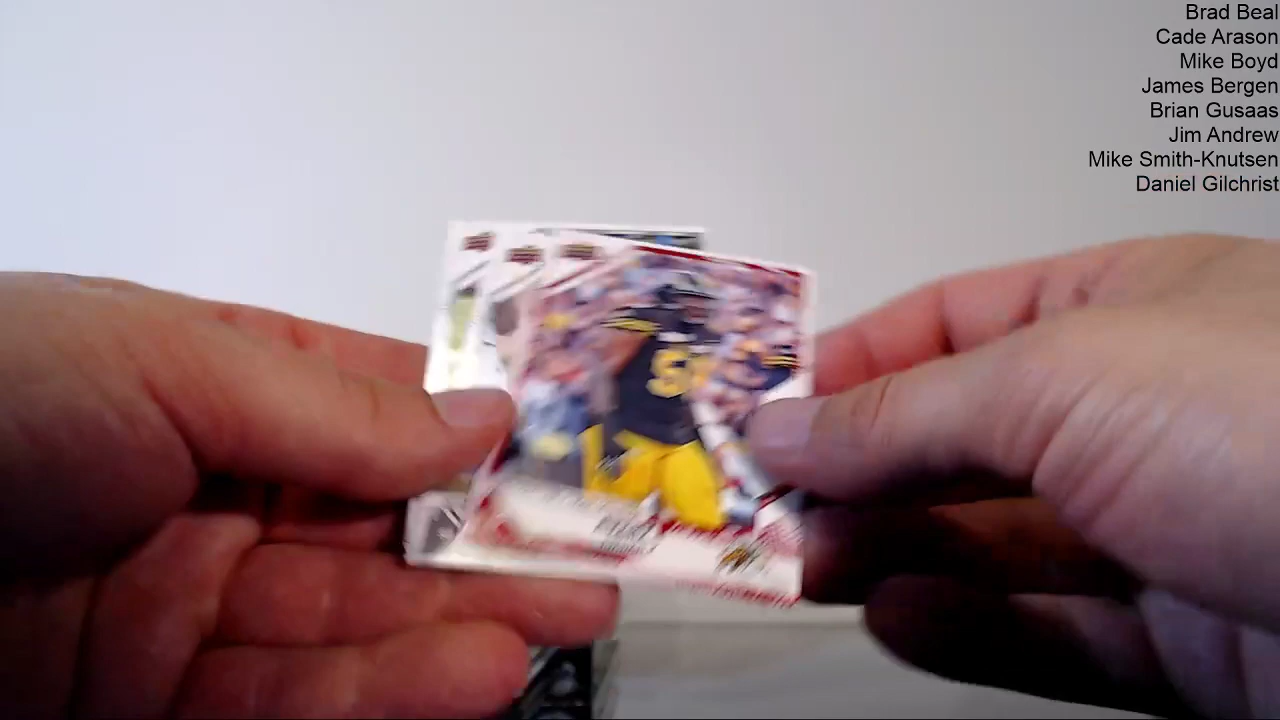 Brad Beal
Cade Arason
Mike Boyd
James Bergen
Brian Gusaas
Jim Andrew
Mike Smith-Knutsen
Daniel Gilchrist